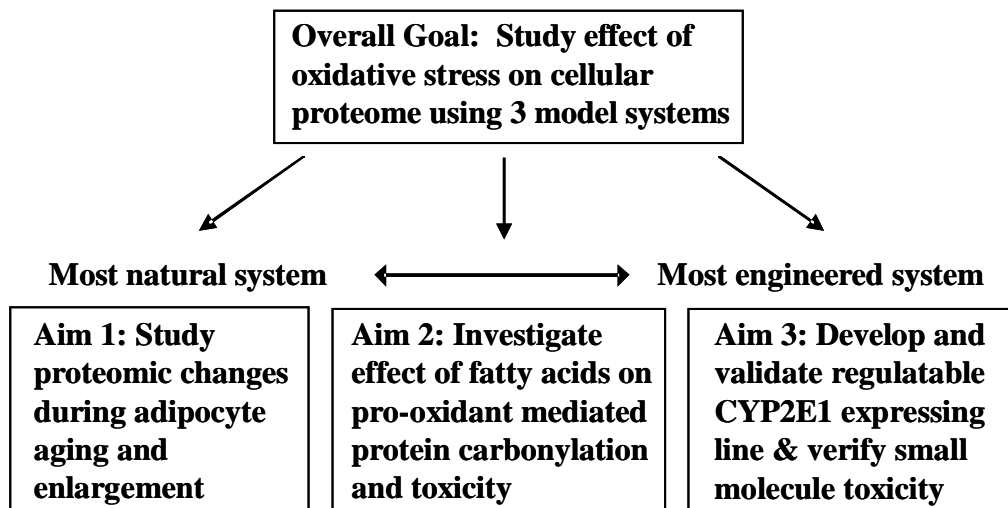 Overall Goal:  Study effect of
oxidative stress on cellular
proteome using 3 model systems
Most natural system
Most engineered system
Aim 1: Study
proteomic changes
during adipocyte
aging and
enlargement
Aim 2: Investigate
effect of fatty acids on
pro-oxidant mediated
protein carbonylation
and toxicity
Aim 3: Develop and
validate regulatable
CYP2E1 expressing
line & verify small
molecule toxicity